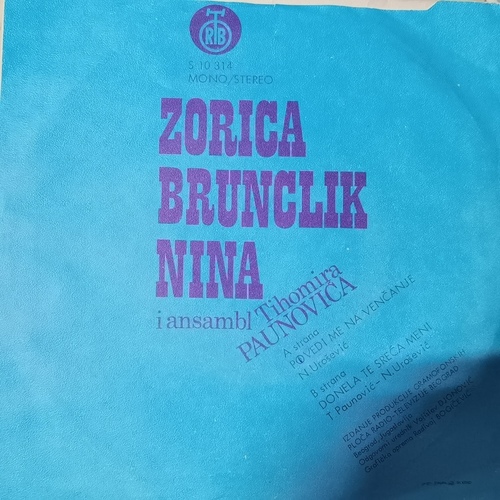 RTB
S 10 314
MONO/STEREO
ZORICA
BRUNCLIK
NINA
i ansambl Tihomira
PAUNOVIĆA
A strana
POVEDI ME NA VENČANJE
N. Urošević
B strana
DONELA TE SREĆA MENI
T. Paunović - N. Urošević
IZDANJE PRODUKCIJE GRAMOFONSKIH
PLOČA RADIO-TELEVIZIJE BEOGRAD